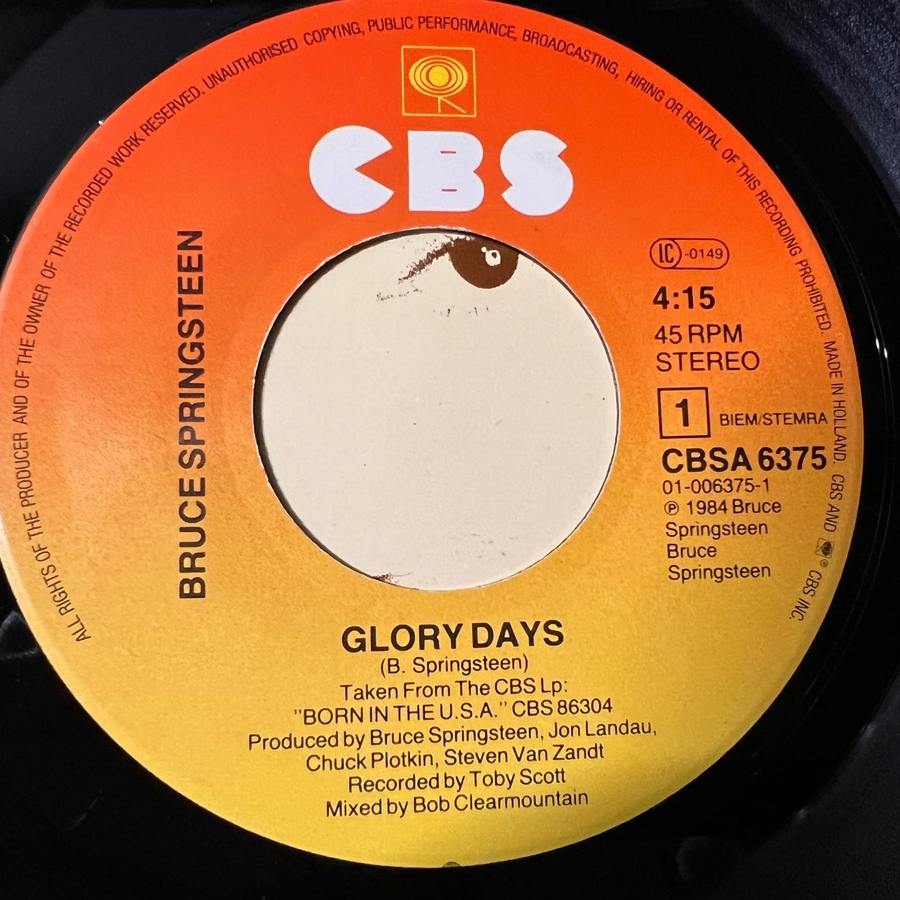 ALL RIGHTS OF THE PRODUCER AND OF THE OWNER OF THE RECORDED WORK RESERVED. UNAUTHORISED COPYING, PUBLIC PERFORMANCE, BROADCASTING, HIRING OR RENTAL OF THIS RECORDING PROHIBITED. MADE IN HOLLAND. CBS AND ® CBS INC.
CBS
BRUCE SPRINGSTEEN
LC-0149
4:15
45 RPM
STEREO
1 BIEM/STEMRA
CBSA 6375
01-006375-1
℗ 1984 Bruce
Springsteen
Bruce
Springsteen
GLORY DAYS
(B. Springsteen)
Taken From The CBS Lp:
"BORN IN THE U.S.A." CBS 86304
Produced by Bruce Springsteen, Jon Landau,
Chuck Plotkin, Steven Van Zandt
Recorded by Toby Scott
Mixed by Bob Clearmountain